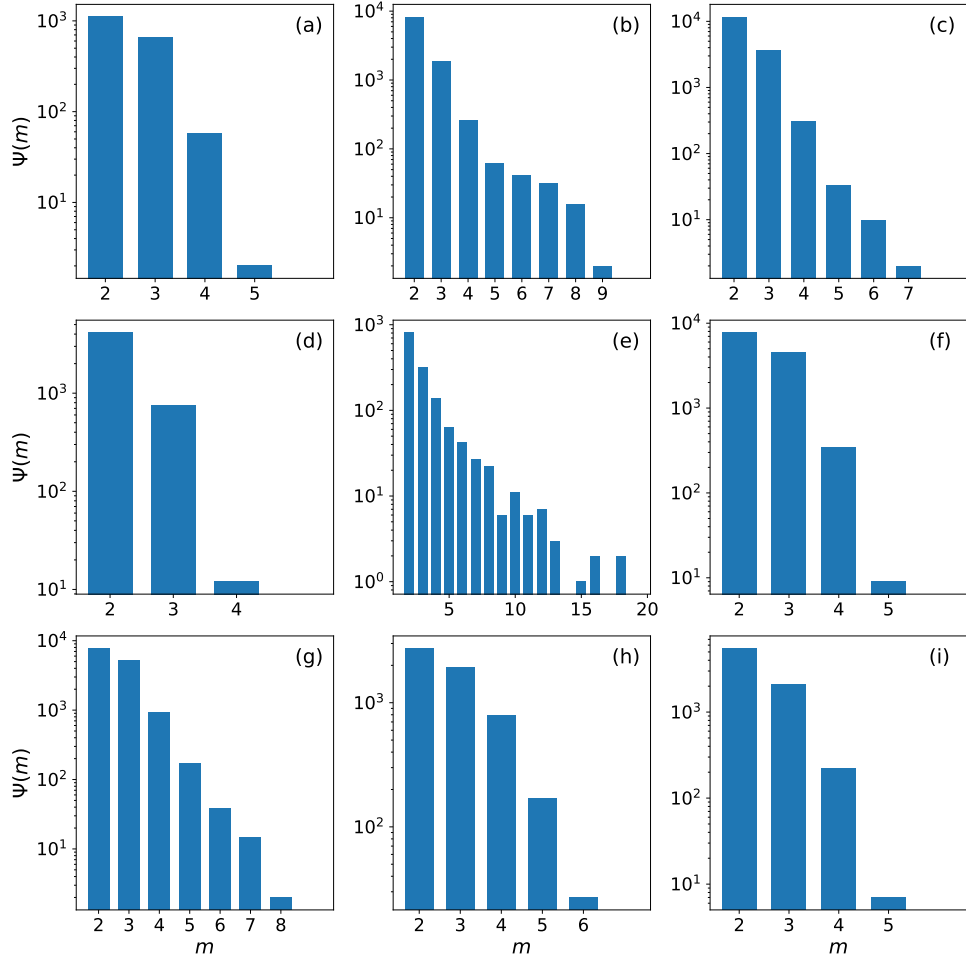 (a)
Ψ(m)
10³
10²
10¹
2 3 4 5
(b)
10⁴
10³
10²
10¹
2 3 4 5 6 7 8 9
(c)
10⁴
10³
10²
10¹
2 3 4 5 6 7
(d)
Ψ(m)
10³
10²
10¹
2 3 4
(e)
10³
10²
10¹
10⁰
5 10 15 20
(f)
10⁴
10³
10²
10¹
2 3 4 5
(g)
Ψ(m)
10⁴
10³
10²
10¹
2 3 4 5 6 7 8
m
(h)
10³
10²
2 3 4 5 6
m
(i)
10³
10²
10¹
2 3 4 5
m